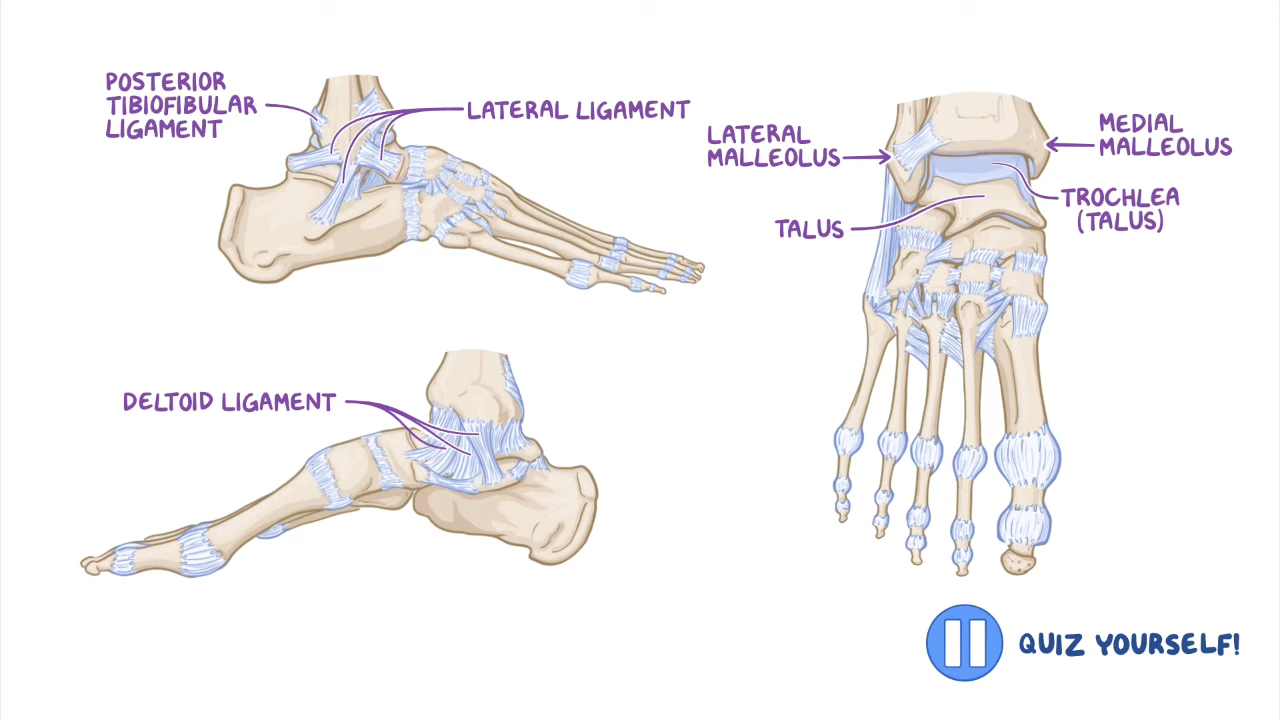 POSTERIOR
TIBIOFIBULAR
LIGAMENT
LATERAL LIGAMENT
LATERAL
MALLEOLUS
MEDIAL
MALLEOLUS
TROCHLEA
(TALUS)
TALUS
DELTOID LIGAMENT
QUIZ YOURSELF!